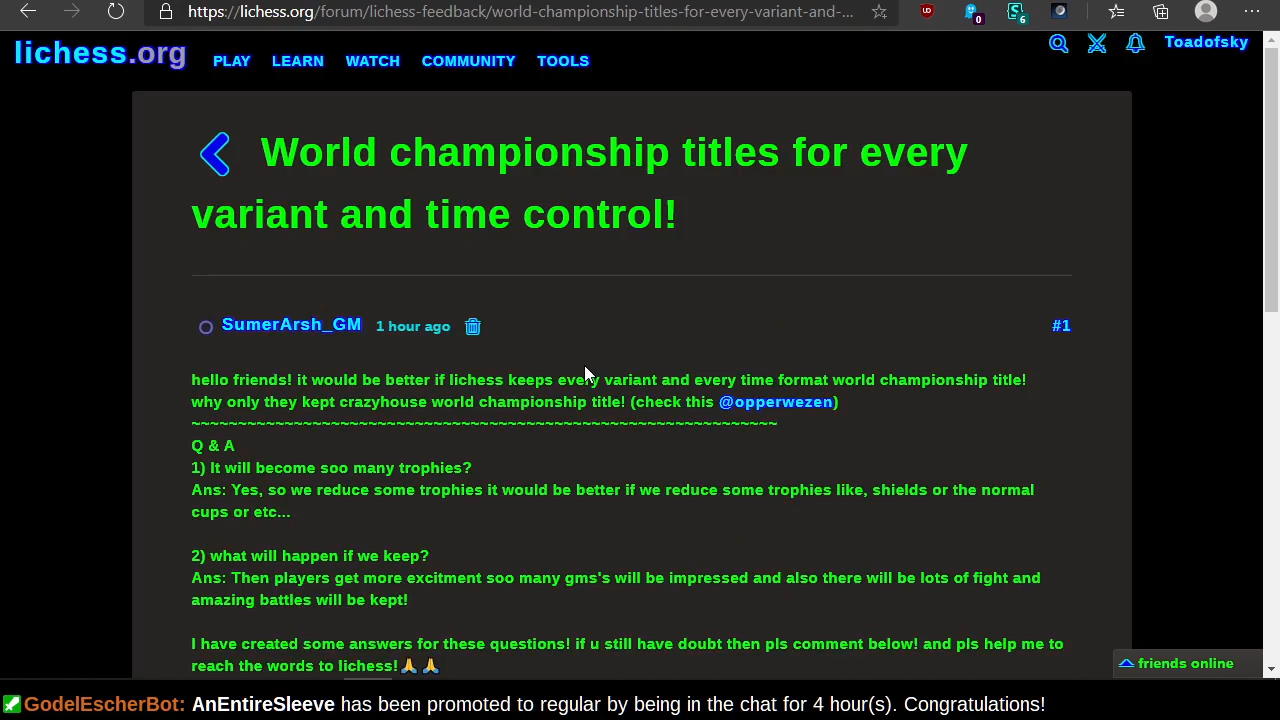 https://lichess.org/forum/lichess-feedback/world-championship-titles-for-every-variant-and-...
UD
0
S
6
lichess.org
PLAY LEARN WATCH COMMUNITY TOOLS
Toadofsky
World championship titles for every
variant and time control!
SumerArsh_GM 1 hour ago #1
hello friends! it would be better if lichess keeps every variant and every time format world championship title!
why only they kept crazyhouse world championship title! (check this @opperwezen)
~~~~~~~~~~~~~~~~~~~~~~~~~~~~~~~~~~~~~~~~~~~~~~~~~~~~~~~~~~~~~~~~~
Q & A
1) It will become soo many trophies?
Ans: Yes, so we reduce some trophies it would be better if we reduce some trophies like, shields or the normal
cups or etc...
2) what will happen if we keep?
Ans: Then players get more excitment soo many gms's will be impressed and also there will be lots of fight and
amazing battles will be kept!
I have created some answers for these questions! if u still have doubt then pls comment below! and pls help me to
reach the words to lichess!🙏🙏
friends online
GodelEscherBot: AnEntireSleeve has been promoted to regular by being in the chat for 4 hour(s). Congratulations!